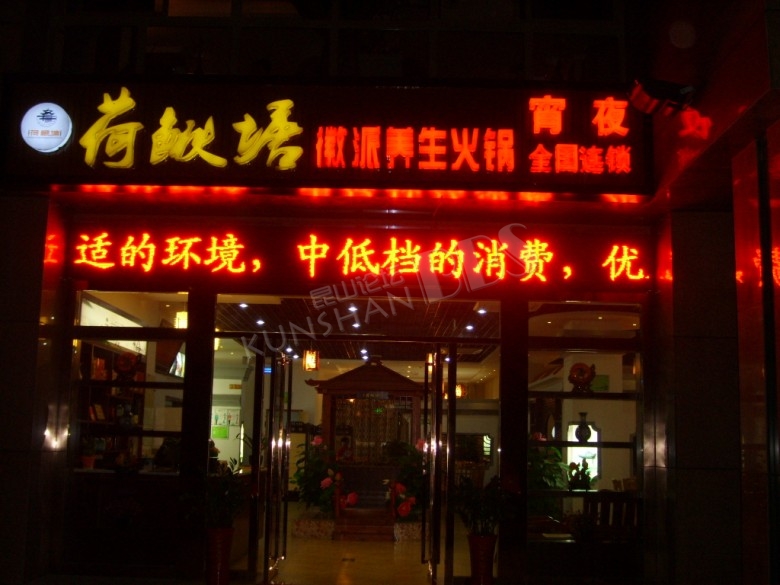 荷鰍塘 徽派养生火锅 宵夜
全国连锁
适的环境，中低档的消费，优
昆山论坛 BBS
KUNSHAN